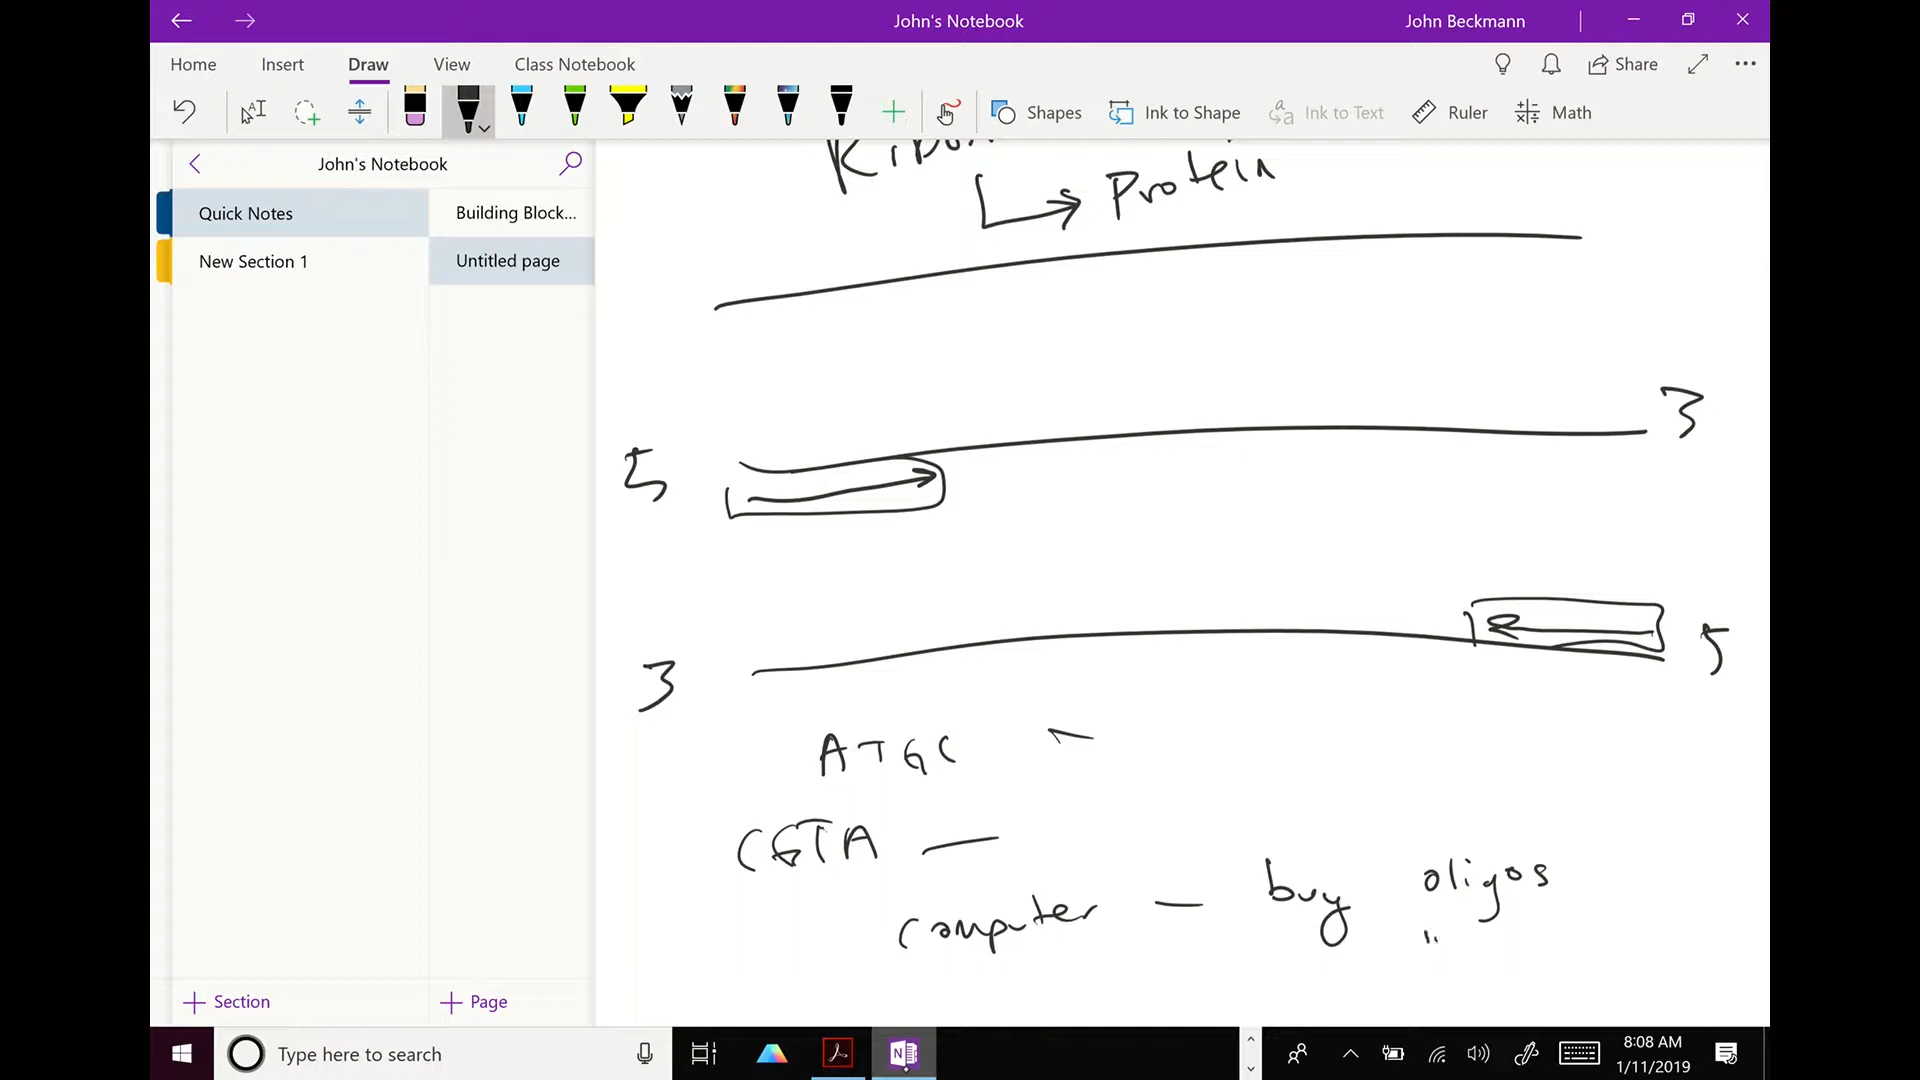 John's Notebook
John Beckmann
Home Insert Draw View Class Notebook
Share
Shapes Ink to Shape Ink to Text Ruler Math
John's Notebook
Quick Notes
New Section 1
Building Block...
Untitled page
Protein
3
5
5
3
ATGC
CGTA —
computer — buy oligos
Section
Page
Type here to search
8:08 AM
1/11/2019